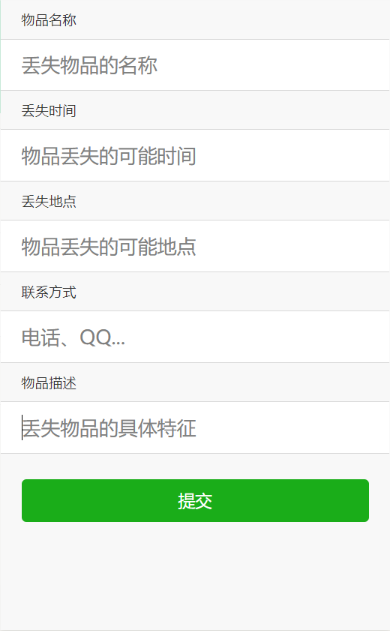 物品名称
丢失物品的名称
丢失时间
物品丢失的可能时间
丢失地点
物品丢失的可能地点
联系方式
电话、QQ...
物品描述
丢失物品的具体特征
提交